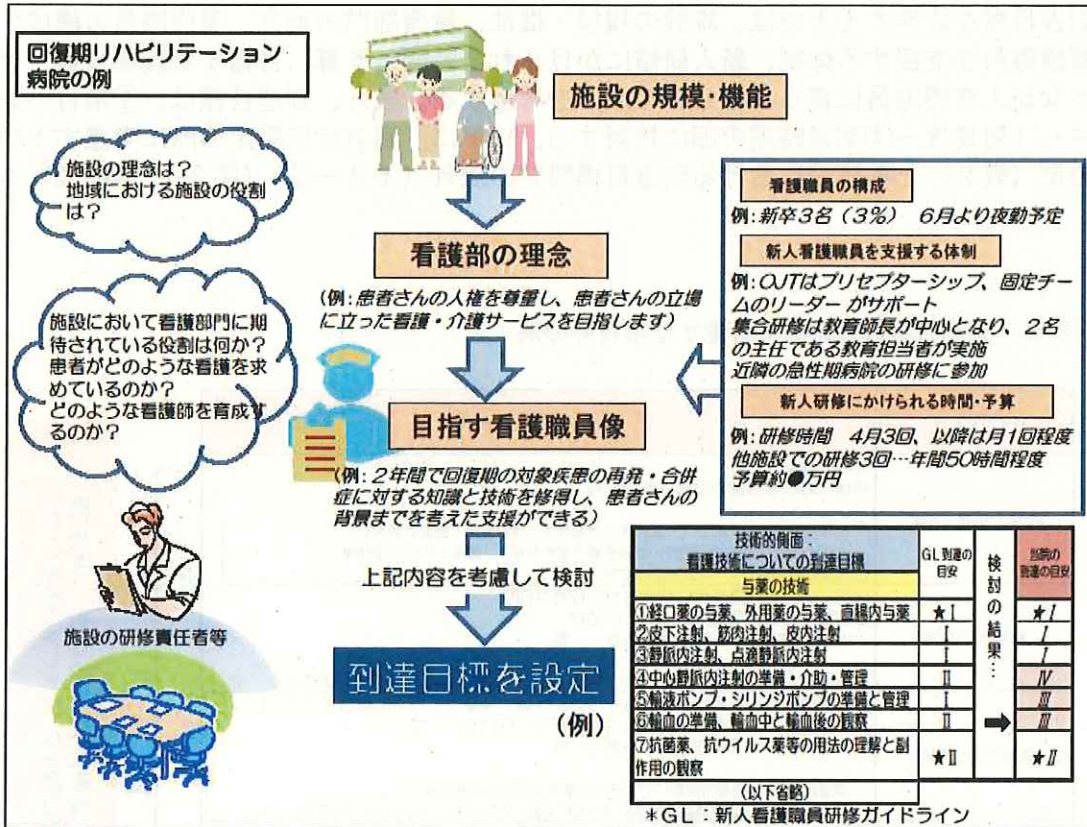 回復期リハビリテーション
病院の例
施設の規模・機能
施設の理念は？
地域における施設の役割
は？
看護部の理念
（例：患者さんの人権を尊重し、患者さんの立場
に立った看護・介護サービスを目指します）
施設において看護部門に期
待されている役割は何か？
患者がどのような看護を求
めているのか？
どのような看護師を育成す
るのか？
目指す看護職員像
（例：２年間で回復期の対象疾患の再発・合併
症に対する知識と技術を修得し、患者さんの
背景までを考えた支援ができる）
上記内容を考慮して検討
施設の研修責任者等
到達目標を設定
（例）
看護職員の構成
例：新卒３名（３％）　６月より夜勤予定
新人看護職員を支援する体制
例：OJTはプリセプターシップ、固定チー
ムのリーダーがサポート
集合研修は教育師長が中心となり、２名
の主任である教育担当者が実施
近隣の急性期病院の研修に参加
新人研修にかけられる時間・予算
例：研修時間　４月３回、以降は月１回程度
他施設での研修３回…年間50時間程度
予算約●万円
技術的側面：
看護技術についての到達目標
GL到達の
目安
検討の結果…
当院の
到達の目安
与薬の技術
①経口薬の与薬、外用薬の与薬、直腸内与薬 ★Ⅰ ★Ⅰ
②皮下注射、筋肉注射、皮内注射 Ⅰ Ⅰ
③静脈内注射、点滴静脈内注射 Ⅰ Ⅰ
④中心静脈内注射の準備・介助・管理 Ⅱ Ⅳ
⑤輸液ポンプ・シリンジポンプの準備と管理 Ⅰ Ⅲ
⑥輸血の準備、輸血中と輸血後の観察 Ⅱ Ⅲ
⑦抗菌薬、抗ウイルス薬等の用法の理解と副
作用の観察 ★Ⅱ ★Ⅱ
（以下省略）
＊GL：新人看護職員研修ガイドライン